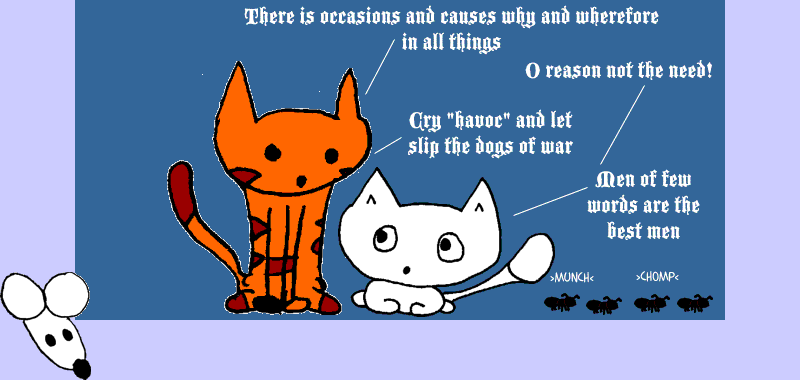 There is occasions and causes why and wherefore
in all things
O reason not the need!
Cry "havoc" and let
slip the dogs of war
Men of few
words are the
best men
>MUNCH<
>CHOMP<